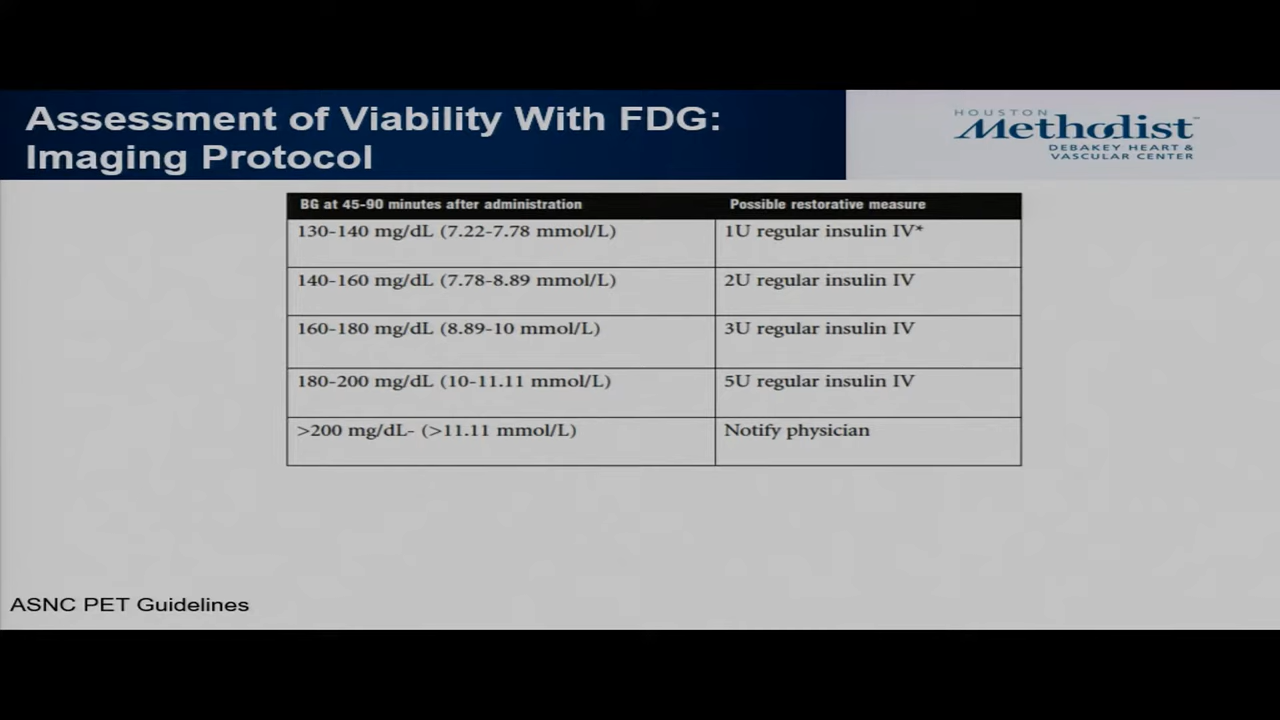 Assessment of Viability With FDG:
Imaging Protocol
HOUSTON
Methodist
DEBAKEY HEART &
VASCULAR CENTER
BG at 45-90 minutes after administration Possible restorative measure
130-140 mg/dL (7.22-7.78 mmol/L) 1U regular insulin IV*
140-160 mg/dL (7.78-8.89 mmol/L) 2U regular insulin IV
160-180 mg/dL (8.89-10 mmol/L) 3U regular insulin IV
180-200 mg/dL (10-11.11 mmol/L) 5U regular insulin IV
>200 mg/dL- (>11.11 mmol/L) Notify physician
ASNC PET Guidelines